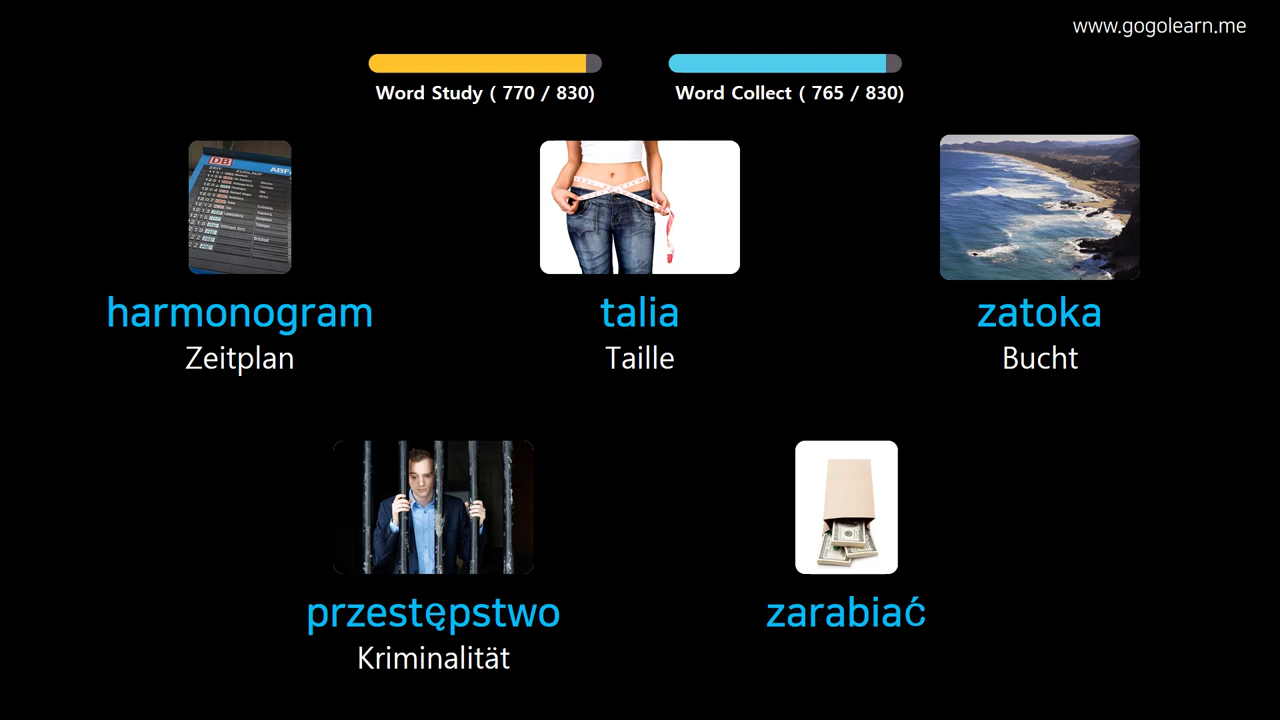 www.gogolearn.me
Word Study ( 770 / 830)
Word Collect ( 765 / 830)
DB
harmonogram
Zeitplan
talia
Taille
zatoka
Bucht
przestępstwo
Kriminalität
zarabiać